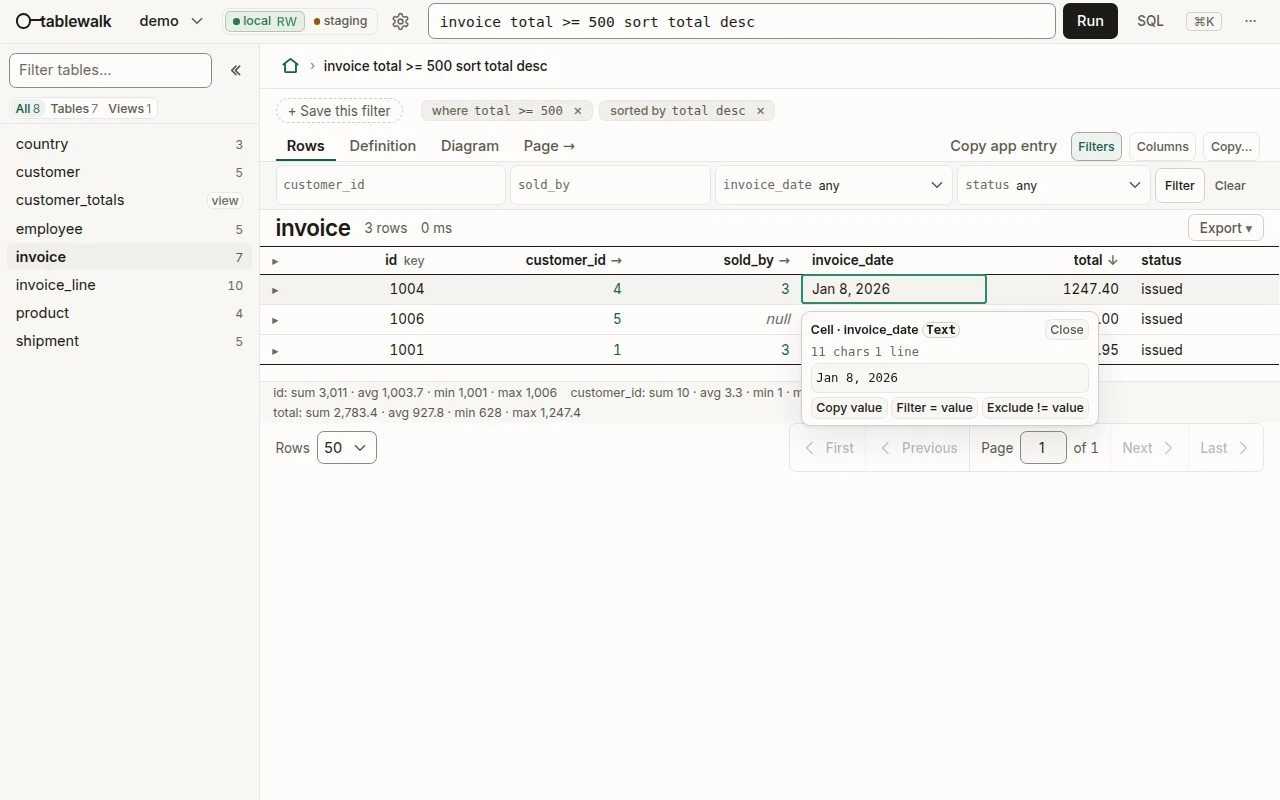 tablewalk demo local RW staging invoice total >= 500 sort total desc Run SQL ⌘K ···
Filter tables...
All 8 Tables 7 Views 1
country 3
customer 5
customer_totals view
employee 5
invoice 7
invoice_line 10
product 4
shipment 5
› invoice total >= 500 sort total desc
+ Save this filter where total >= 500 × sorted by total desc ×
Rows Definition Diagram Page → Copy app entry Filters Columns Copy...
customer_id sold_by invoice_date any status any Filter Clear
invoice 3 rows 0 ms Export ▾
▸ id key customer_id → sold_by → invoice_date total ↓ status
▸ 1004 4 3 Jan 8, 2026 1247.40 issued
▸ 1006 5 null .00 issued
▸ 1001 1 3 .95 issued
Cell · invoice_date Text Close
11 chars 1 line
Jan 8, 2026
Copy value Filter = value Exclude != value
id: sum 3,011 · avg 1,003.7 · min 1,001 · max 1,006 customer_id: sum 10 · avg 3.3 · min 1 ·
total: sum 2,783.4 · avg 927.8 · min 628 · max 1,247.4
Rows 50 First Previous Page 1 of 1 Next Last